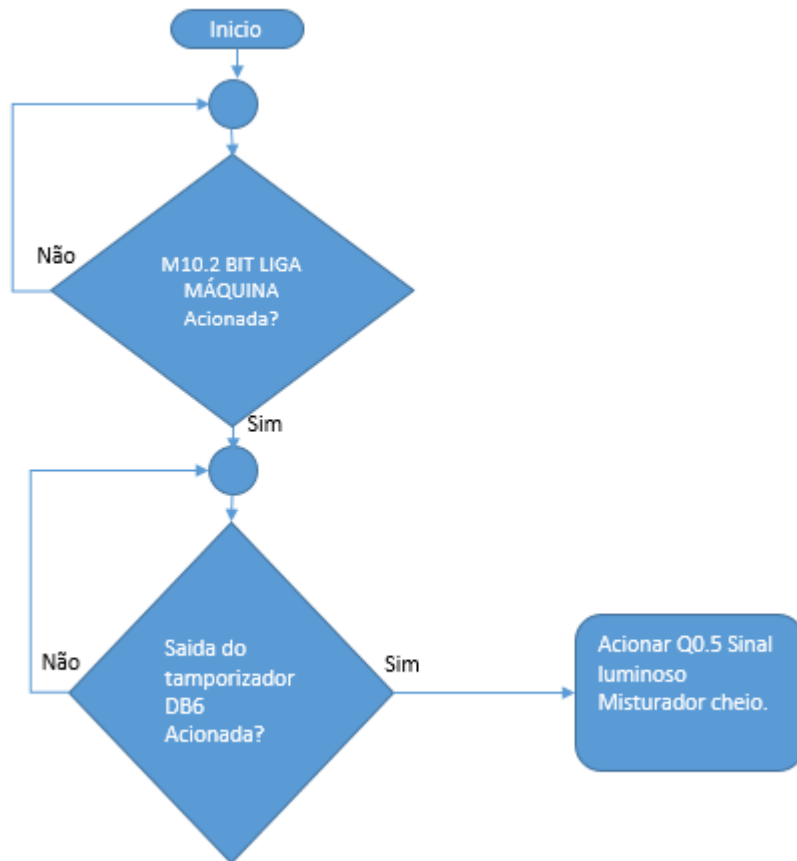 Inicio
Não
M10.2 BIT LIGA
MÁQUINA
Acionada?
Sim
Não
Saida do
tamporizador
DB6
Acionada?
Sim
Acionar Q0.5 Sinal
luminoso
Misturador cheio.